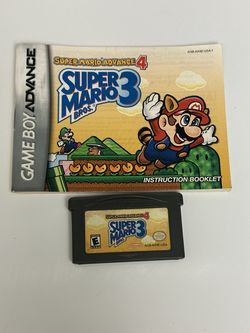 GAME BOY ADVANCE
SUPER MARIO ADVANCE 4
SUPER
MARIO 3
BROS.
INSTRUCTION BOOKLET
SUPER MARIO ADVANCE 4
SUPER
MARIO 3
BROS.
E